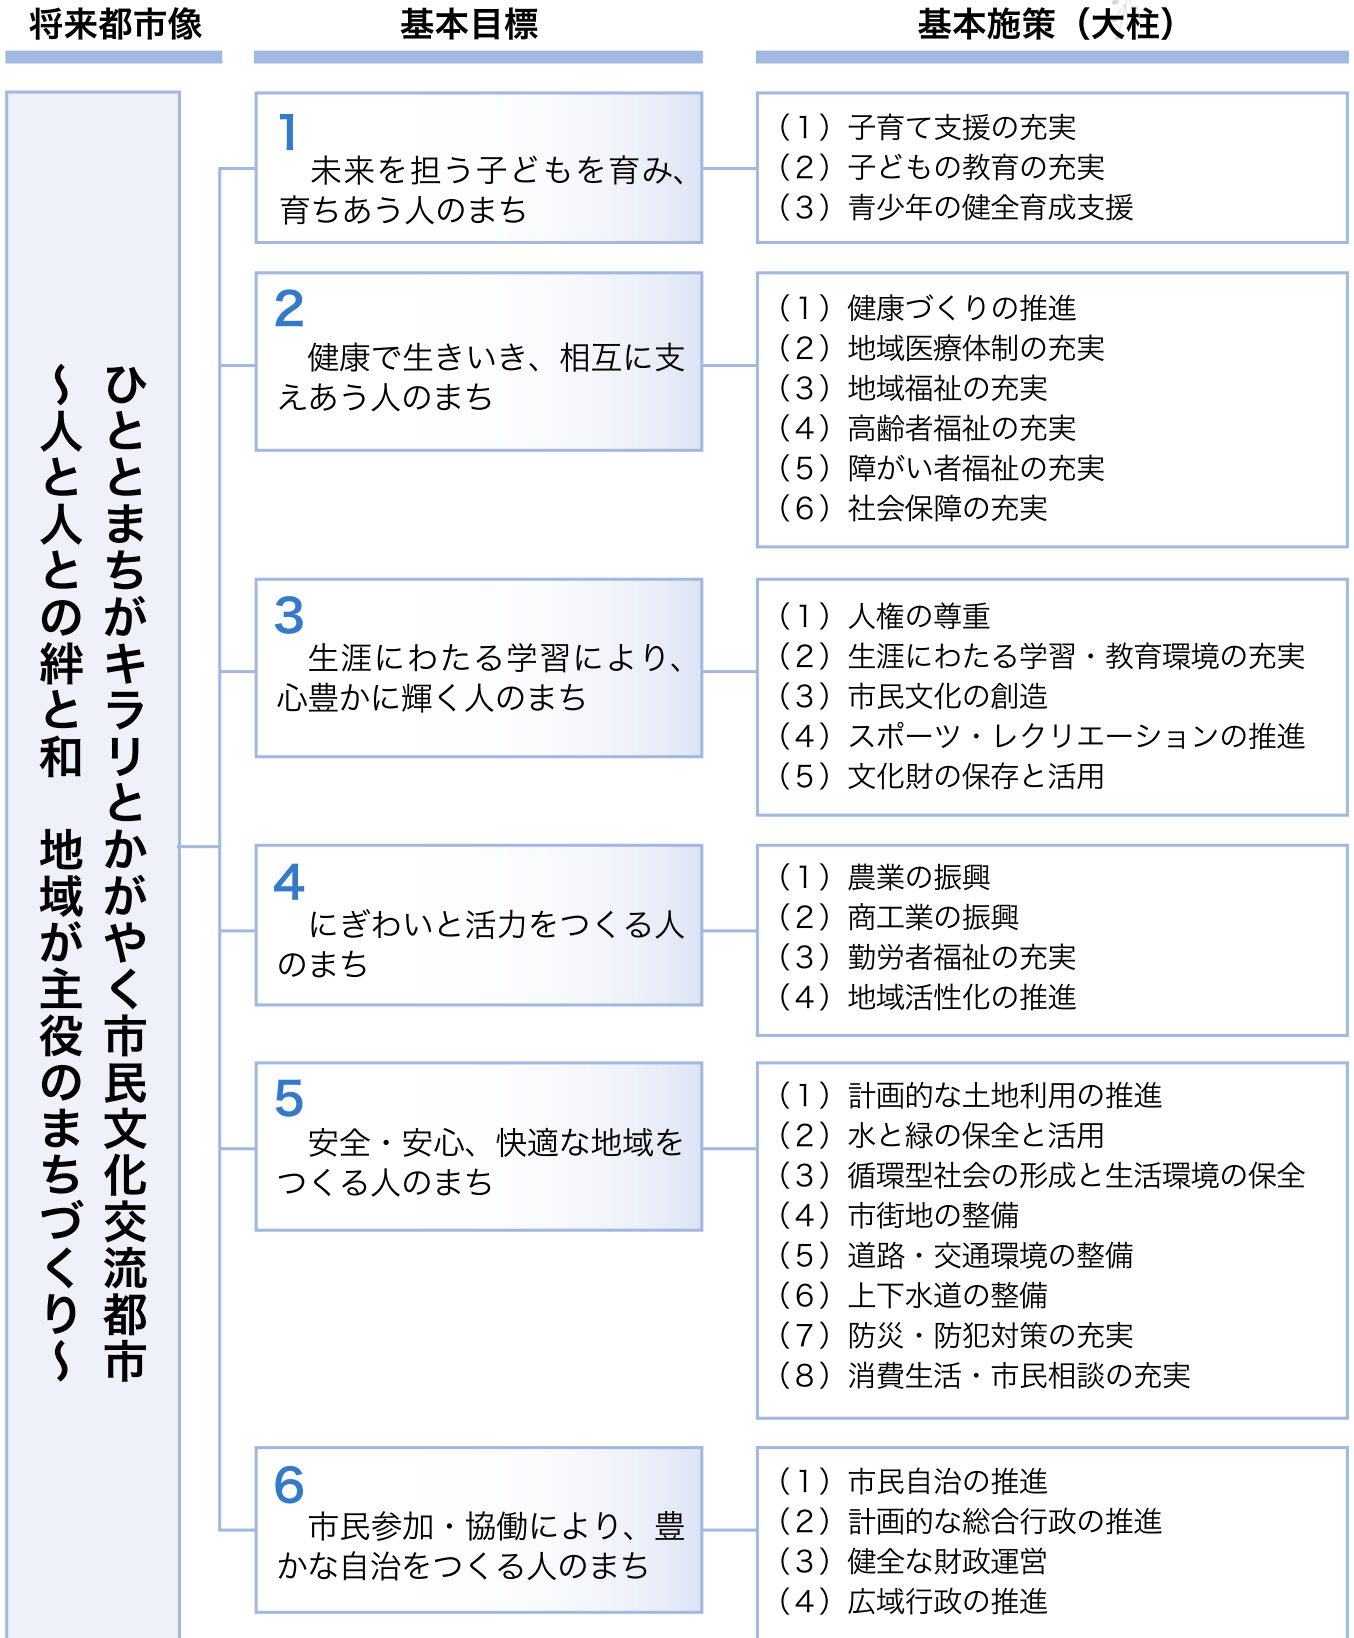 将来都市像
基本目標
基本施策（大柱）
ひととまちがキラリとかがやく市民文化交流都市
～人と人との絆と和　地域が主役のまちづくり～
1
未来を担う子どもを育み、
育ちあう人のまち
（1）子育て支援の充実
（2）子どもの教育の充実
（3）青少年の健全育成支援
2
健康で生きいき、相互に支
えあう人のまち
（1）健康づくりの推進
（2）地域医療体制の充実
（3）地域福祉の充実
（4）高齢者福祉の充実
（5）障がい者福祉の充実
（6）社会保障の充実
3
生涯にわたる学習により、
心豊かに輝く人のまち
（1）人権の尊重
（2）生涯にわたる学習・教育環境の充実
（3）市民文化の創造
（4）スポーツ・レクリエーションの推進
（5）文化財の保存と活用
4
にぎわいと活力をつくる人
のまち
（1）農業の振興
（2）商工業の振興
（3）勤労者福祉の充実
（4）地域活性化の推進
5
安全・安心、快適な地域を
つくる人のまち
（1）計画的な土地利用の推進
（2）水と緑の保全と活用
（3）循環型社会の形成と生活環境の保全
（4）市街地の整備
（5）道路・交通環境の整備
（6）上下水道の整備
（7）防災・防犯対策の充実
（8）消費生活・市民相談の充実
6
市民参加・協働により、豊
かな自治をつくる人のまち
（1）市民自治の推進
（2）計画的な総合行政の推進
（3）健全な財政運営
（4）広域行政の推進